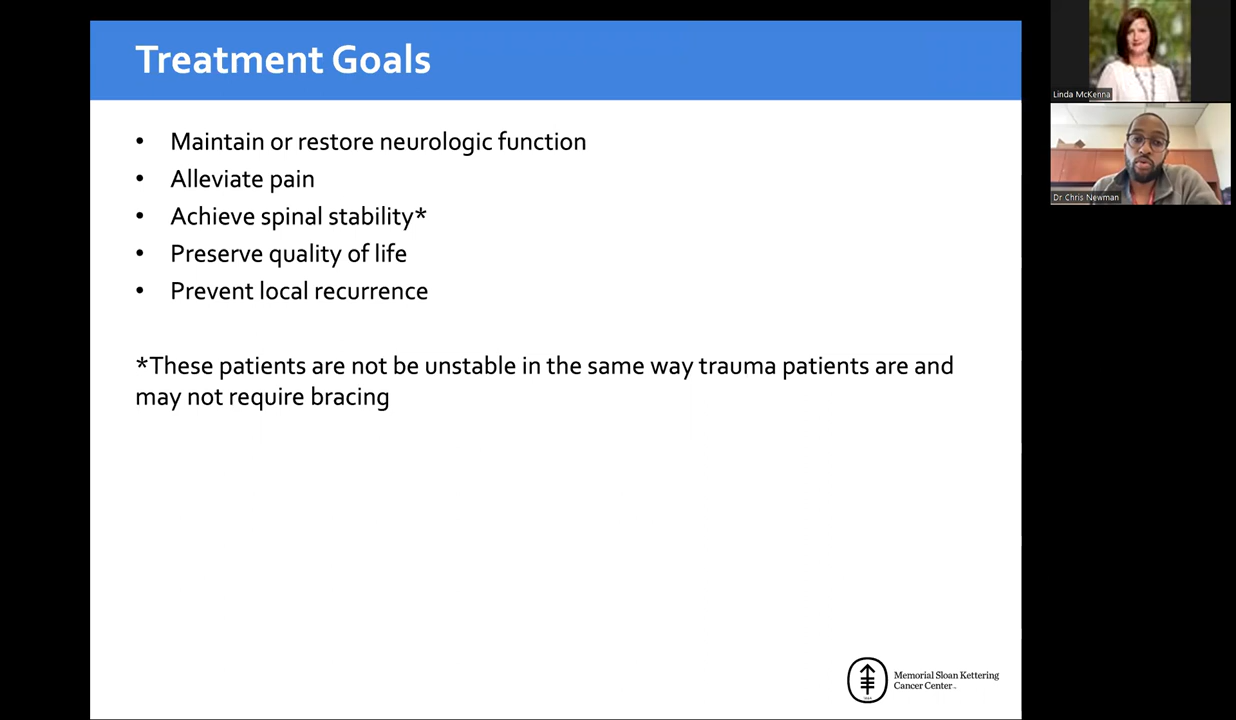 Treatment Goals
• Maintain or restore neurologic function
• Alleviate pain
• Achieve spinal stability*
• Preserve quality of life
• Prevent local recurrence
*These patients are not be unstable in the same way trauma patients are and
may not require bracing
Memorial Sloan Kettering
Cancer Center
Linda McKenna
Dr Chris Newman